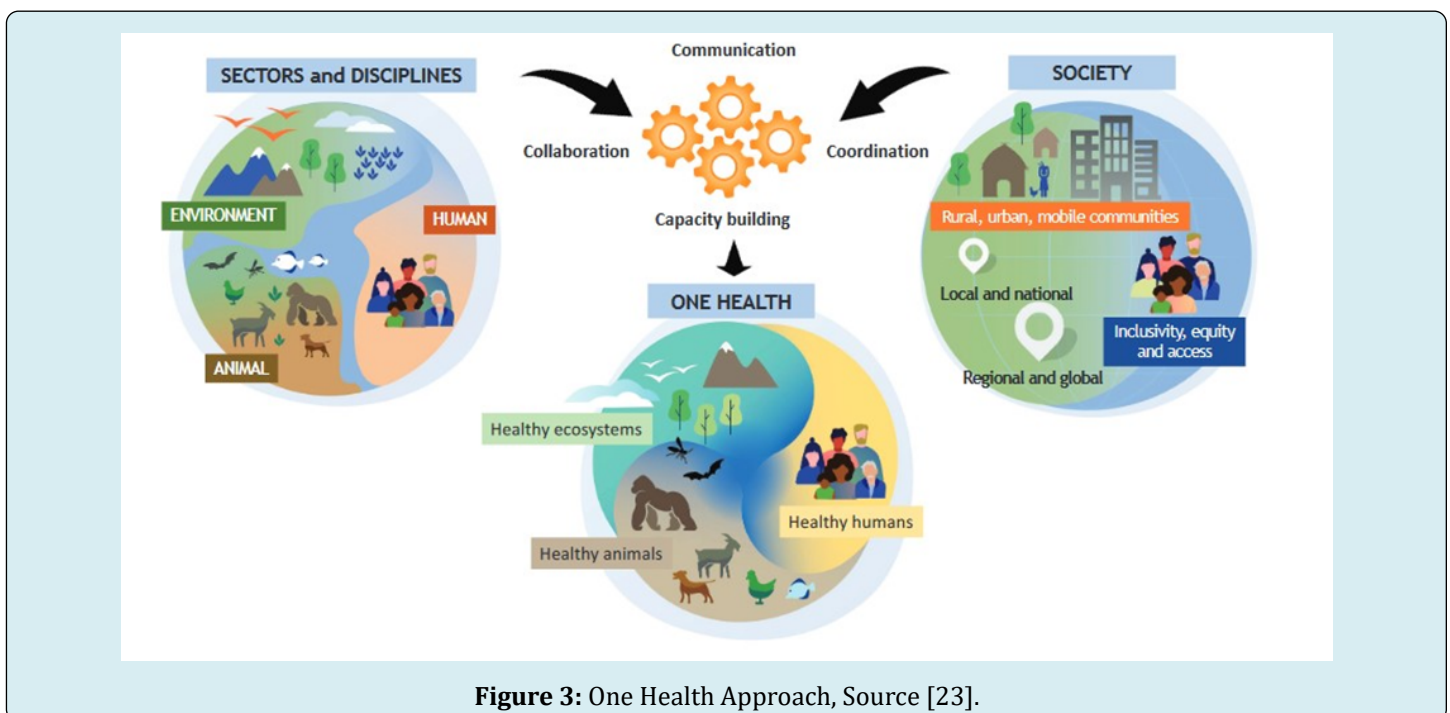 Communication
SECTORS and DISCIPLINES
SOCIETY
Collaboration
Coordination
ENVIRONMENT
HUMAN
Capacity building
Rural, urban, mobile communities
ANIMAL
ONE HEALTH
Local and national
Inclusivity, equity
and access
Regional and global
Healthy ecosystems
Healthy humans
Healthy animals
Figure 3: One Health Approach, Source [23].